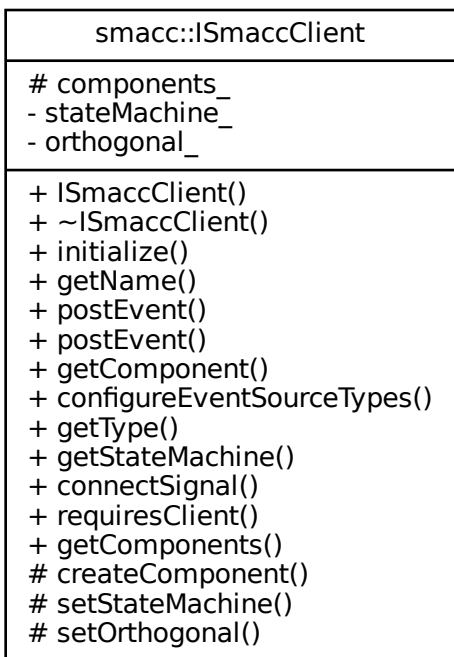 smacc::ISmaccClient
# components_
- stateMachine_
- orthogonal_
+ ISmaccClient()
+ ~ISmaccClient()
+ initialize()
+ getName()
+ postEvent()
+ postEvent()
+ getComponent()
+ configureEventSourceTypes()
+ getType()
+ getStateMachine()
+ connectSignal()
+ requiresClient()
+ getComponents()
# createComponent()
# setStateMachine()
# setOrthogonal()